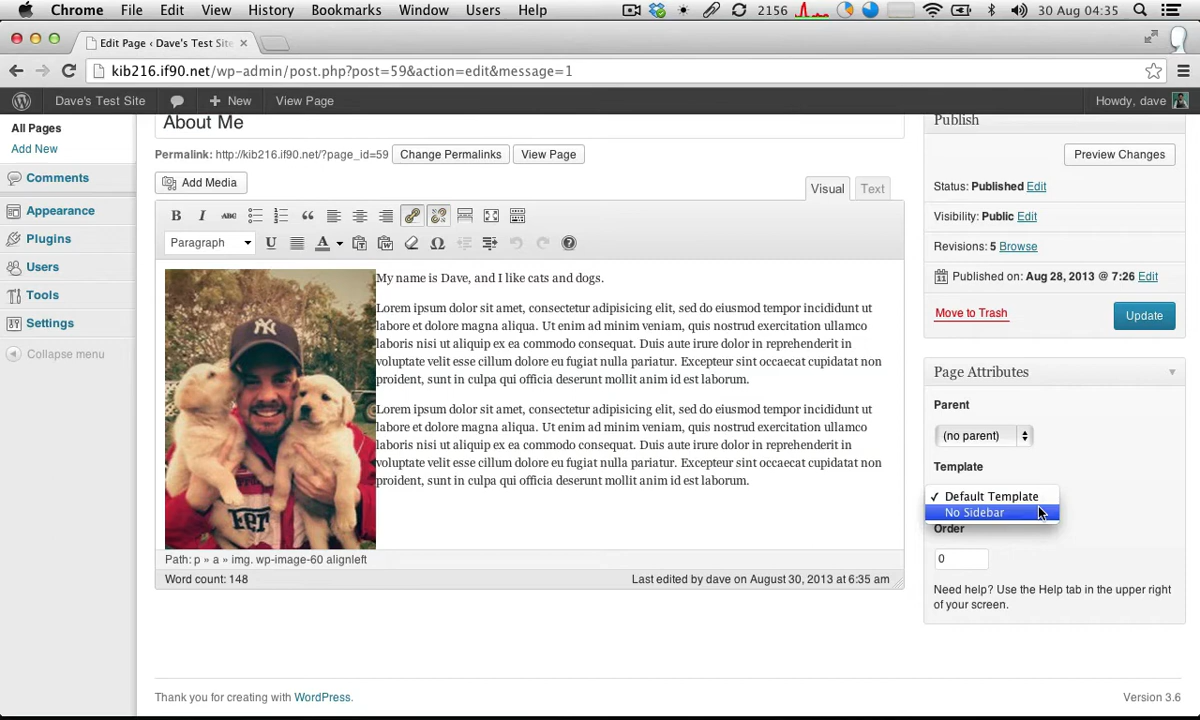 Chrome File Edit View History Bookmarks Window Users Help 2156 30 Aug 04:35
Edit Page ‹ Dave's Test Site
kib216.if90.net/wp-admin/post.php?post=59&action=edit&message=1
Dave's Test Site + New View Page Howdy, dave
All Pages
Add New
Comments
Appearance
Plugins
Users
Tools
Settings
Collapse menu
About Me
Permalink: http://kib216.if90.net/?page_id=59 Change Permalinks View Page
Add Media
Visual Text
B I ABC
Paragraph U A Ω
My name is Dave, and I like cats and dogs.
Lorem ipsum dolor sit amet, consectetur adipisicing elit, sed do eiusmod tempor incididunt ut
labore et dolore magna aliqua. Ut enim ad minim veniam, quis nostrud exercitation ullamco
laboris nisi ut aliquip ex ea commodo consequat. Duis aute irure dolor in reprehenderit in
voluptate velit esse cillum dolore eu fugiat nulla pariatur. Excepteur sint occaecat cupidatat non
proident, sunt in culpa qui officia deserunt mollit anim id est laborum.
Lorem ipsum dolor sit amet, consectetur adipisicing elit, sed do eiusmod tempor incididunt ut
labore et dolore magna aliqua. Ut enim ad minim veniam, quis nostrud exercitation ullamco
laboris nisi ut aliquip ex ea commodo consequat. Duis aute irure dolor in reprehenderit in
voluptate velit esse cillum dolore eu fugiat nulla pariatur. Excepteur sint occaecat cupidatat non
proident, sunt in culpa qui officia deserunt mollit anim id est laborum.
Path: p » a » img. wp-image-60 alignleft
Word count: 148 Last edited by dave on August 30, 2013 at 6:35 am
Publish
Preview Changes
Status: Published Edit
Visibility: Public Edit
Revisions: 5 Browse
Published on: Aug 28, 2013 @ 7:26 Edit
Move to Trash Update
Page Attributes
Parent
(no parent)
Template
✓ Default Template
No Sidebar
Order
0
Need help? Use the Help tab in the upper right
of your screen.
Thank you for creating with WordPress. Version 3.6